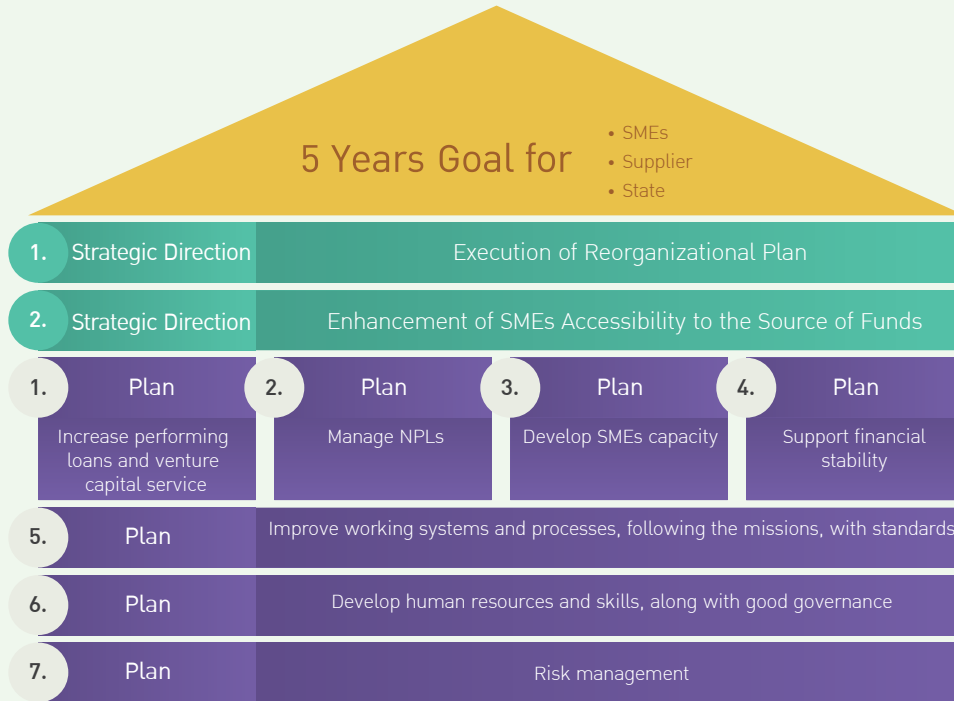 5 Years Goal for
• SMEs
• Supplier
• State
1. Strategic Direction
Execution of Reorganizational Plan
2. Strategic Direction
Enhancement of SMEs Accessibility to the Source of Funds
1. Plan
Increase performing
loans and venture
capital service
2. Plan
Manage NPLs
3. Plan
Develop SMEs capacity
4. Plan
Support financial
stability
5. Plan
Improve working systems and processes, following the missions, with standards
6. Plan
Develop human resources and skills, along with good governance
7. Plan
Risk management